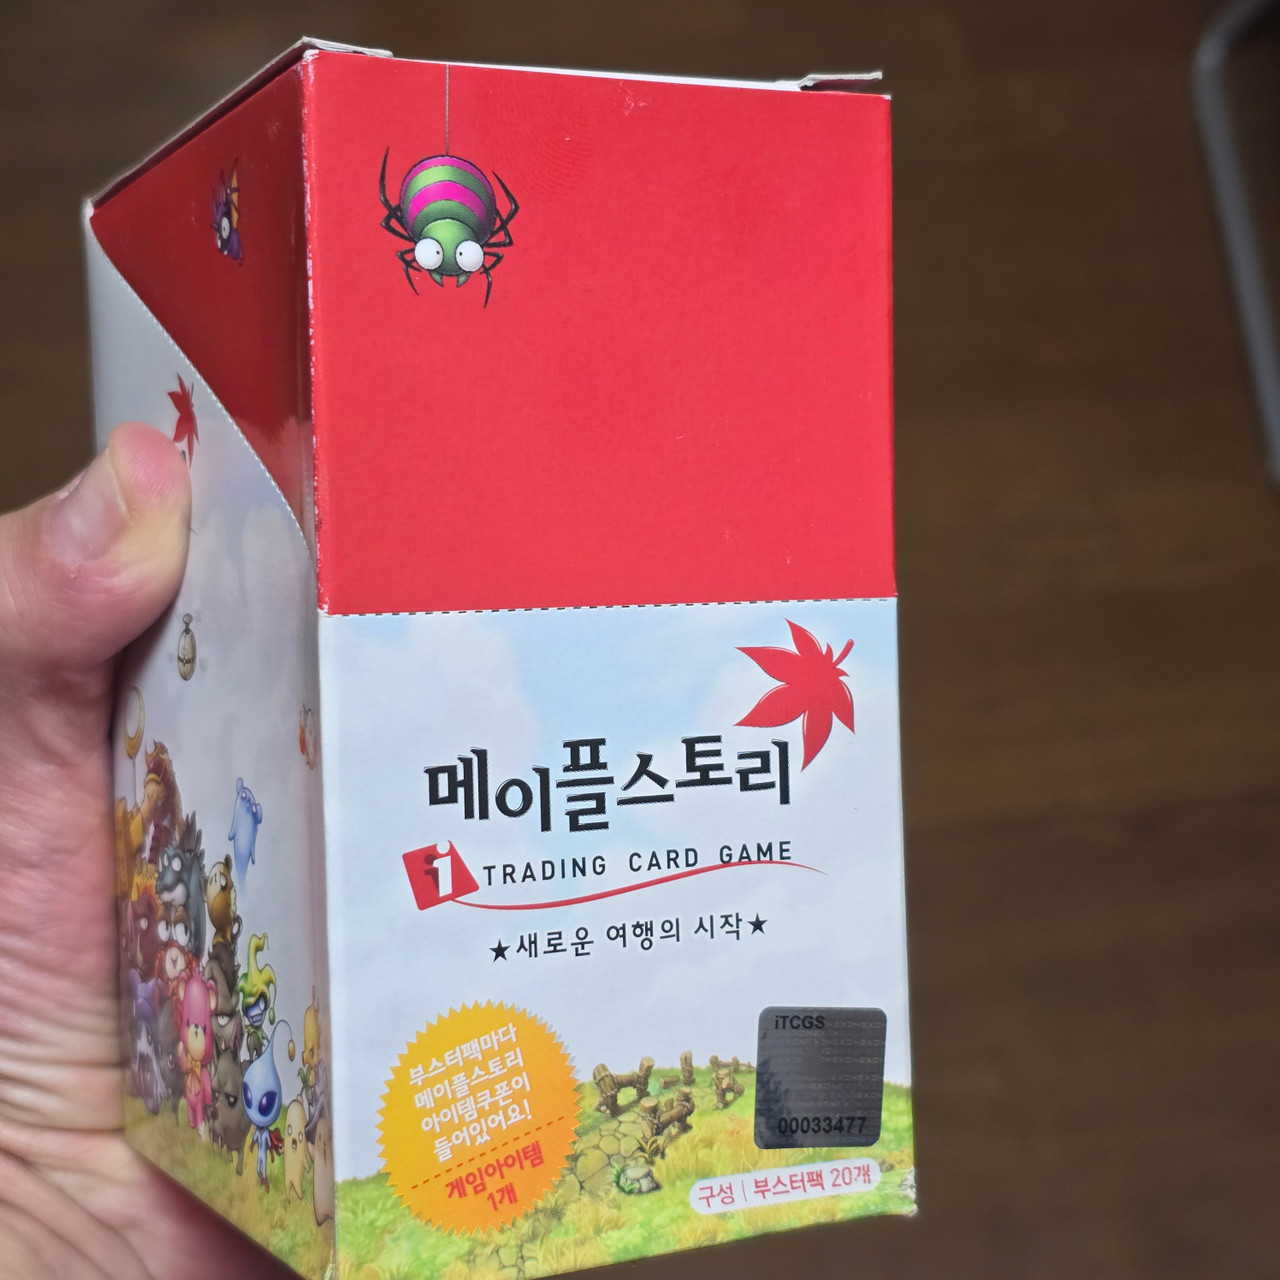 메이플스토리
i TRADING CARD GAME
★새로운 여행의 시작★
부스터팩마다
메이플스토리
아이템쿠폰이
들어있어요!
게임아이템
1개
iTCGS
00033477
구성 | 부스터팩 20개